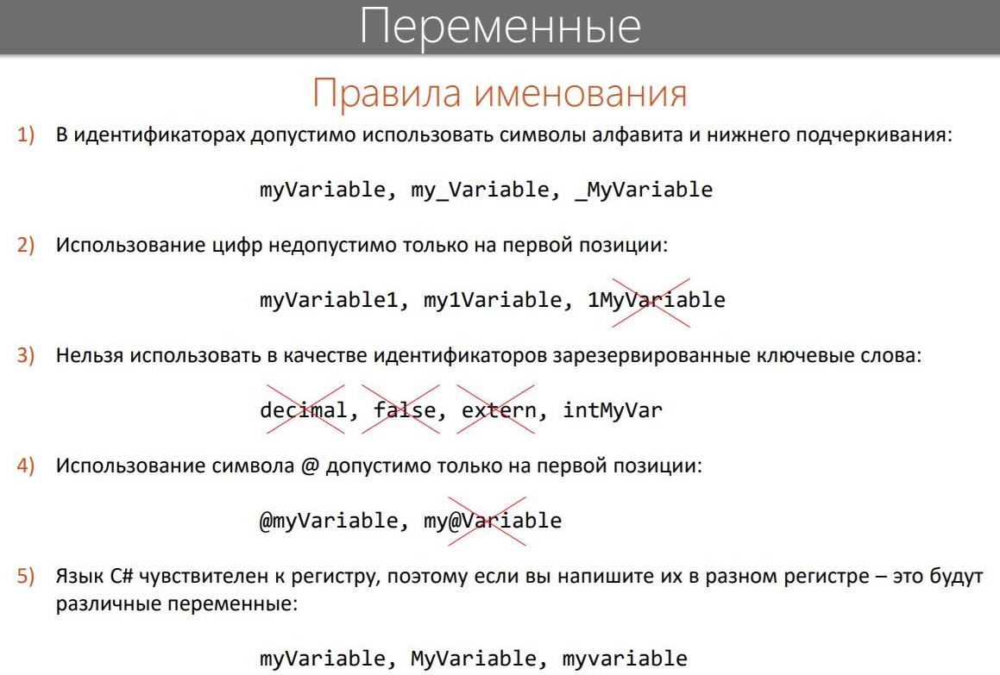 Переменные
Правила именования
1) В идентификаторах допустимо использовать символы алфавита и нижнего подчеркивания:
myVariable, my_Variable, _MyVariable
2) Использование цифр недопустимо только на первой позиции:
myVariable1, my1Variable, 1MyVariable
3) Нельзя использовать в качестве идентификаторов зарезервированные ключевые слова:
decimal, false, extern, intMyVar
4) Использование символа @ допустимо только на первой позиции:
@myVariable, my@Variable
5) Язык C# чувствителен к регистру, поэтому если вы напишите их в разном регистре – это будут
различные переменные:
myVariable, MyVariable, myvariable